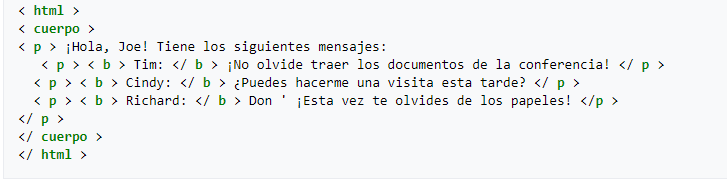 < html >
< cuerpo >
< p > ¡Hola, Joe! Tiene los siguientes mensajes:
< p > < b > Tim: </ b > ¡No olvide traer los documentos de la conferencia! </ p >
< p > < b > Cindy: </ b > ¿Puedes hacerme una visita esta tarde? </ p >
< p > < b > Richard: </ b > Don ' ¡Esta vez te olvides de los papeles! </p >
</ p >
</ cuerpo >
</ html >